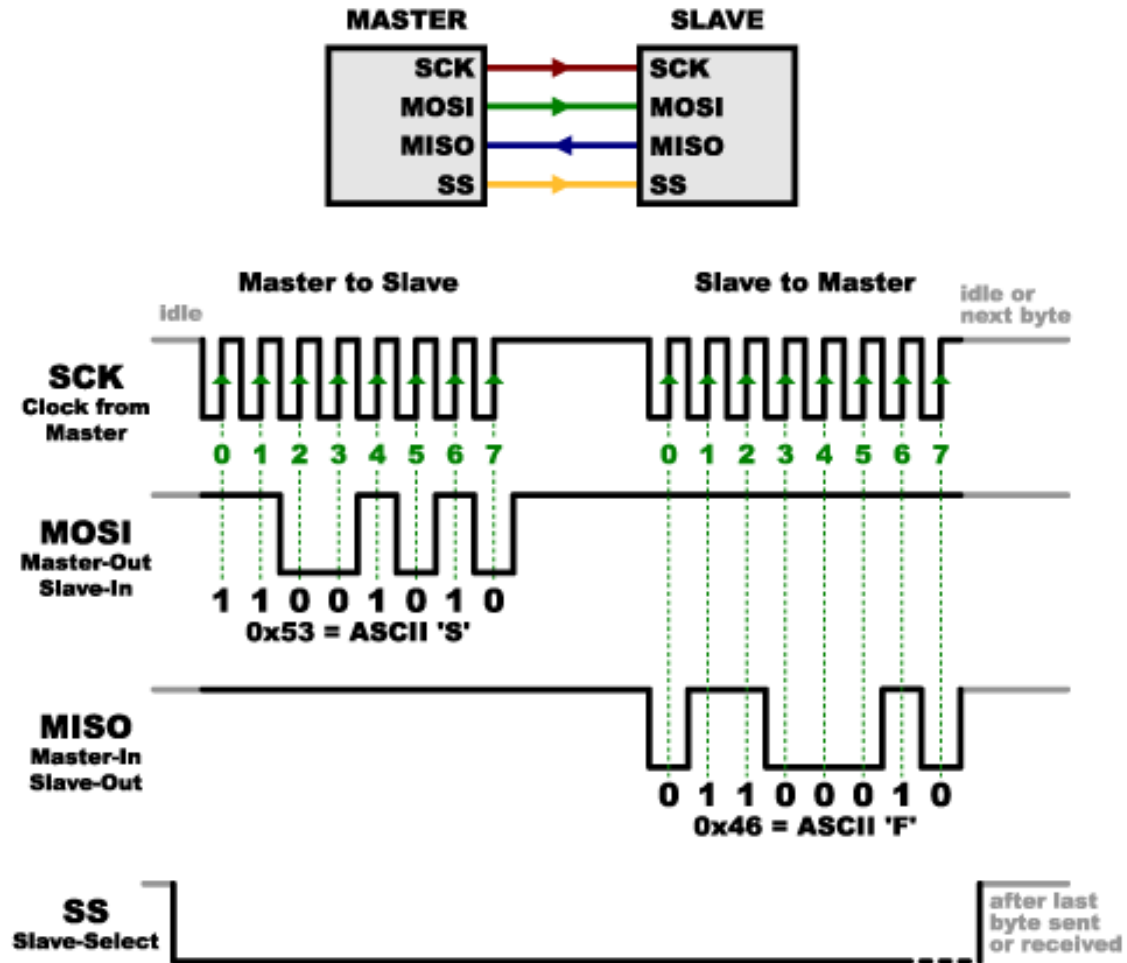 MASTER
SLAVE
SCK
SCK
MOSI
MOSI
MISO
MISO
SS
SS
Master to Slave
Slave to Master
idle
idle or
next byte
SCK
Clock from
Master
0 1 2 3 4 5 6 7
0 1 2 3 4 5 6 7
MOSI
Master-Out
Slave-In
1 1 0 0 1 0 1 0
0x53 = ASCII 'S'
MISO
Master-In
Slave-Out
0 1 1 0 0 0 1 0
0x46 = ASCII 'F'
SS
Slave-Select
after last
byte sent
or received